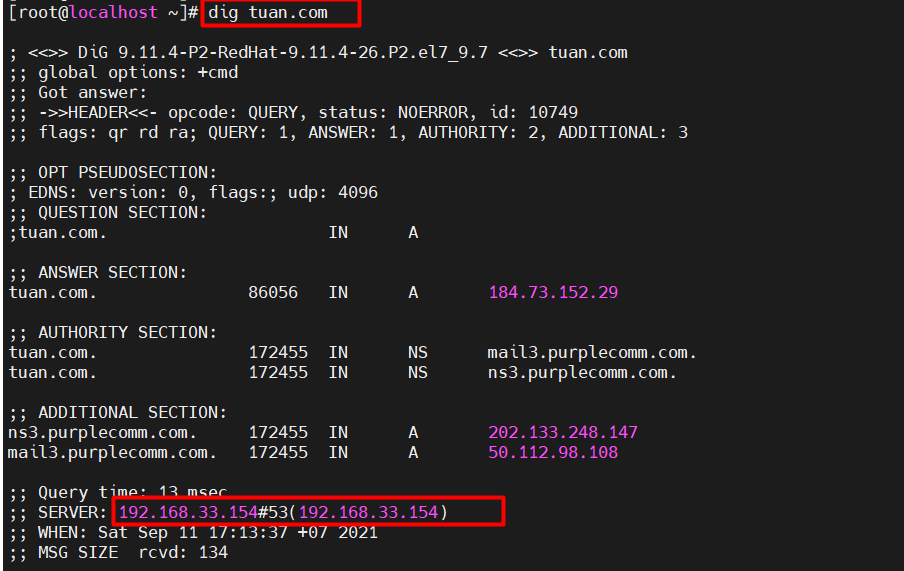 [root@localhost ~]# dig tuan.com
; <<>> DiG 9.11.4-P2-RedHat-9.11.4-26.P2.el7_9.7 <<>> tuan.com
;; global options: +cmd
;; Got answer:
;; ->>HEADER<<- opcode: QUERY, status: NOERROR, id: 10749
;; flags: qr rd ra; QUERY: 1, ANSWER: 1, AUTHORITY: 2, ADDITIONAL: 3
;; OPT PSEUDOSECTION:
; EDNS: version: 0, flags:; udp: 4096
;; QUESTION SECTION:
;tuan.com. IN A
;; ANSWER SECTION:
tuan.com. 86056 IN A 184.73.152.29
;; AUTHORITY SECTION:
tuan.com. 172455 IN NS mail3.purplecomm.com.
tuan.com. 172455 IN NS ns3.purplecomm.com.
;; ADDITIONAL SECTION:
ns3.purplecomm.com. 172455 IN A 202.133.248.147
mail3.purplecomm.com. 172455 IN A 50.112.98.108
;; Query time: 13 msec
;; SERVER: 192.168.33.154#53(192.168.33.154)
;; WHEN: Sat Sep 11 17:13:37 +07 2021
;; MSG SIZE rcvd: 134